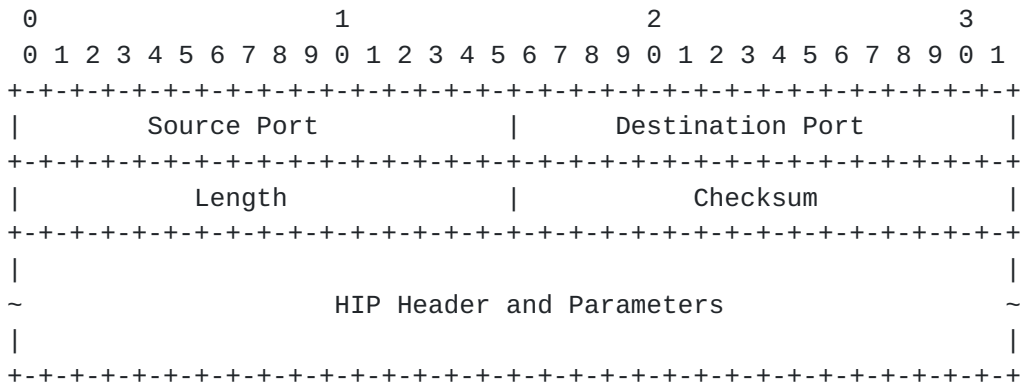 0                   1                   2                   3
 0 1 2 3 4 5 6 7 8 9 0 1 2 3 4 5 6 7 8 9 0 1 2 3 4 5 6 7 8 9 0 1
+-+-+-+-+-+-+-+-+-+-+-+-+-+-+-+-+-+-+-+-+-+-+-+-+-+-+-+-+-+-+-+-+
|        Source Port            |      Destination Port         |
+-+-+-+-+-+-+-+-+-+-+-+-+-+-+-+-+-+-+-+-+-+-+-+-+-+-+-+-+-+-+-+-+
|           Length              |           Checksum            |
+-+-+-+-+-+-+-+-+-+-+-+-+-+-+-+-+-+-+-+-+-+-+-+-+-+-+-+-+-+-+-+-+
|                                                               |
~                    HIP Header and Parameters                  ~
|                                                               |
+-+-+-+-+-+-+-+-+-+-+-+-+-+-+-+-+-+-+-+-+-+-+-+-+-+-+-+-+-+-+-+-+